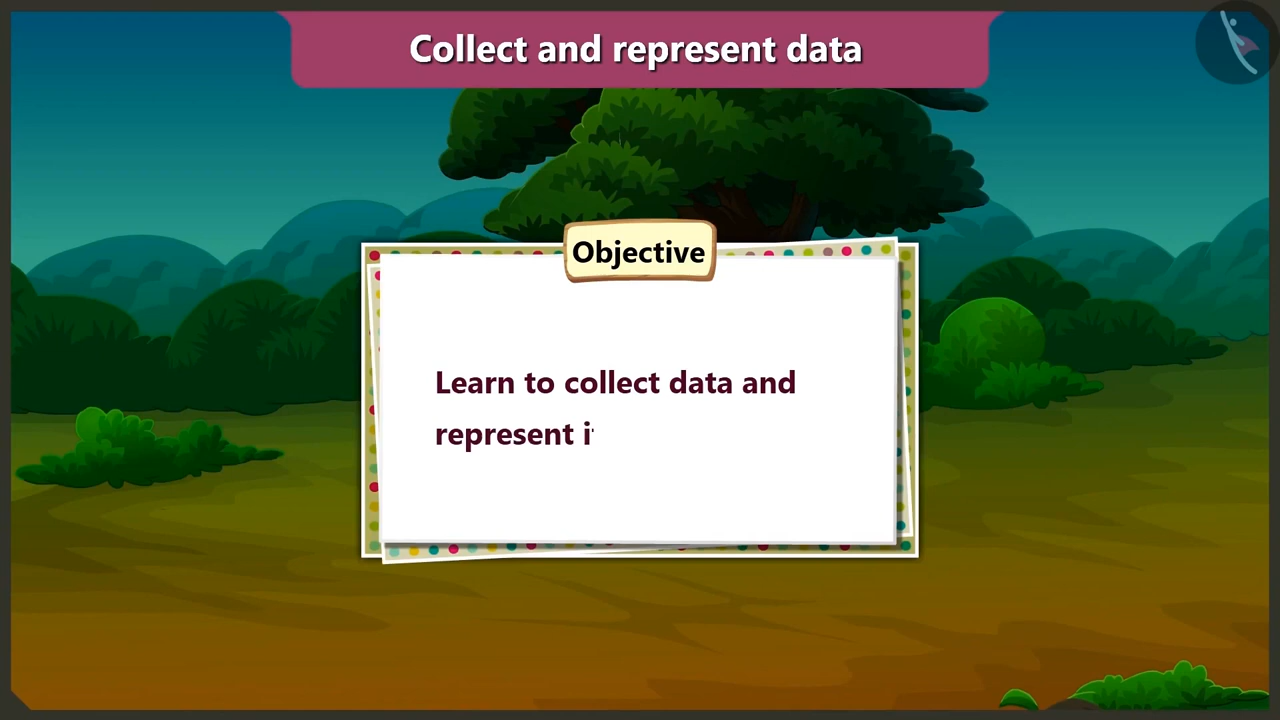 Collect and represent data
Objective
Learn to collect data and
represent i